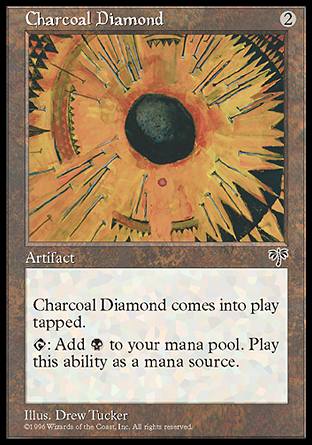 Charcoal Diamond 2
Artifact
Charcoal Diamond comes into play
tapped.
: Add to your mana pool. Play
this ability as a mana source.
Illus. Drew Tucker
©1996 Wizards of the Coast, Inc. All rights reserved.